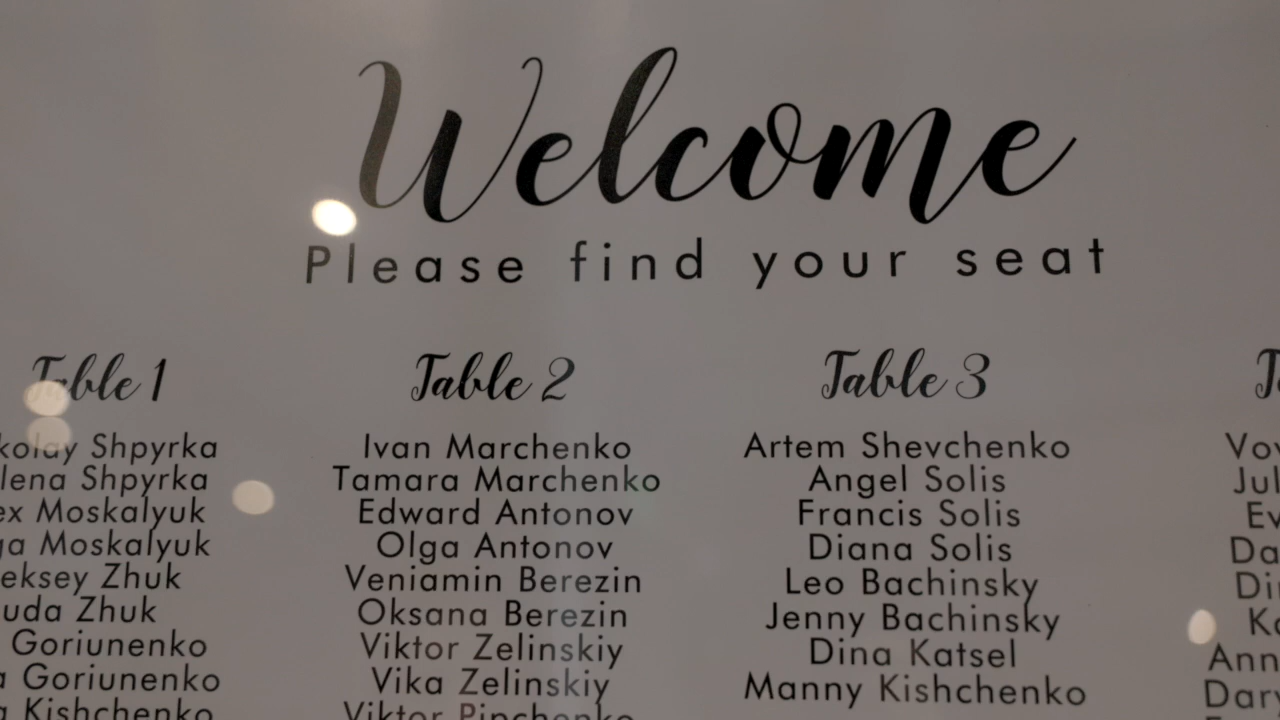 Welcome
Please find your seat
Table 1
Shpyrka
Shpyrka
Moskalyuk
Moskalyuk
Zhuk
Zhuk
Goriunenko
Goriunenko
Kishchenko
Table 2
Ivan Marchenko
Tamara Marchenko
Edward Antonov
Olga Antonov
Veniamin Berezin
Oksana Berezin
Viktor Zelinskiy
Vika Zelinskiy
Viktor Pinchenko
Table 3
Artem Shevchenko
Angel Solis
Francis Solis
Diana Solis
Leo Bachinsky
Jenny Bachinsky
Dina Katsel
Manny Kishchenko